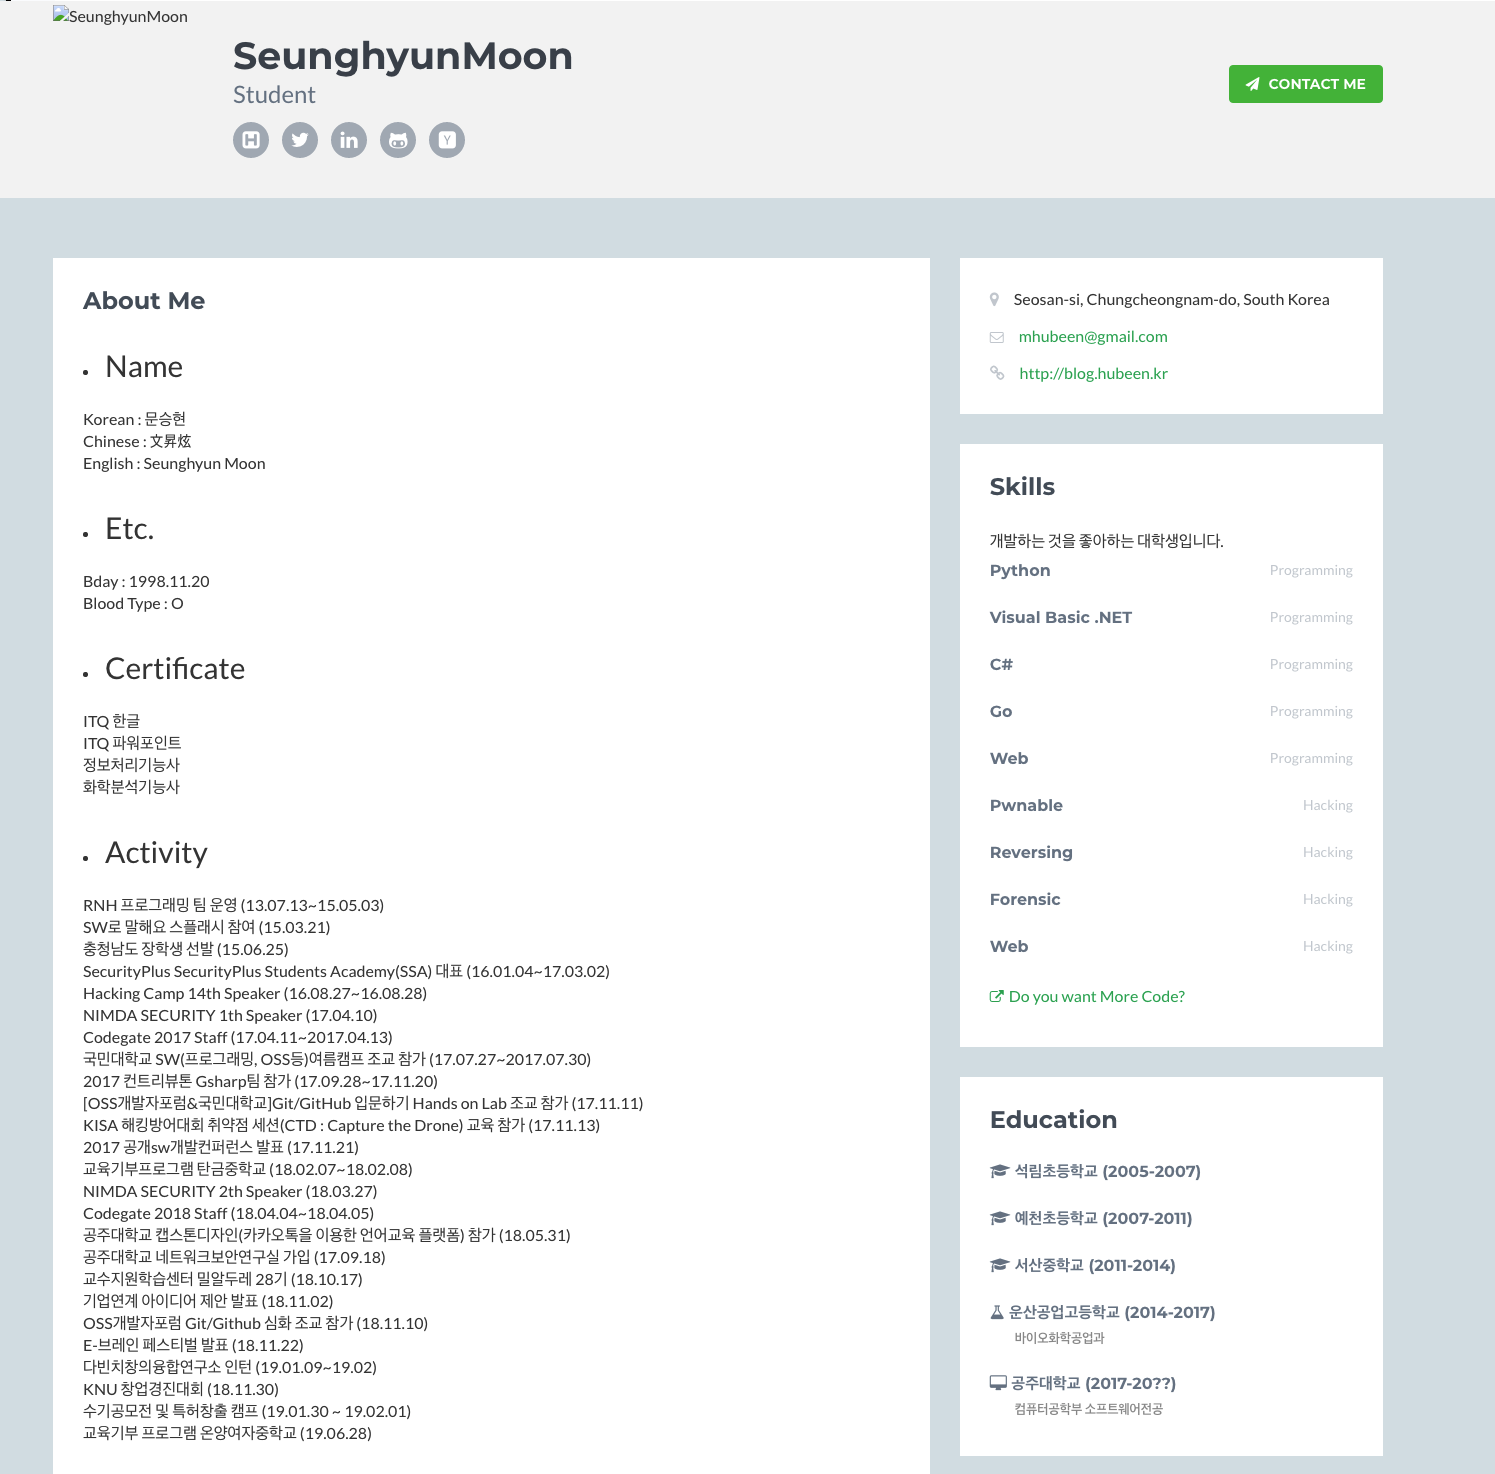 SeunghyunMoon
SeunghyunMoon
Student
CONTACT ME
About Me
Name
Korean : 문승현
Chinese : 文昇炫
English : Seunghyun Moon
Etc.
Bday : 1998.11.20
Blood Type : O
Certificate
ITQ 한글
ITQ 파워포인트
정보처리기능사
화학분석기능사
Activity
RNH 프로그래밍 팀 운영 (13.07.13~15.05.03)
SW로 말해요 스플래시 참여 (15.03.21)
충청남도 장학생 선발 (15.06.25)
SecurityPlus SecurityPlus Students Academy(SSA) 대표 (16.01.04~17.03.02)
Hacking Camp 14th Speaker (16.08.27~16.08.28)
NIMDA SECURITY 1th Speaker (17.04.10)
Codegate 2017 Staff (17.04.11~2017.04.13)
국민대학교 SW(프로그래밍, OSS등)여름캠프 조교 참가 (17.07.27~2017.07.30)
2017 컨트리뷰톤 Gsharp팀 참가 (17.09.28~17.11.20)
[OSS개발자포럼&국민대학교]Git/GitHub 입문하기 Hands on Lab 조교 참가 (17.11.11)
KISA 해킹방어대회 취약점 세션(CTD : Capture the Drone) 교육 참가 (17.11.13)
2017 공개sw개발컨퍼런스 발표 (17.11.21)
교육기부프로그램 탄금중학교 (18.02.07~18.02.08)
NIMDA SECURITY 2th Speaker (18.03.27)
Codegate 2018 Staff (18.04.04~18.04.05)
공주대학교 캡스톤디자인(카카오톡을 이용한 언어교육 플랫폼) 참가 (18.05.31)
공주대학교 네트워크보안연구실 가입 (17.09.18)
교수지원학습센터 밀알두레 28기 (18.10.17)
기업연계 아이디어 제안 발표 (18.11.02)
OSS개발자포럼 Git/Github 심화 조교 참가 (18.11.10)
E-브레인 페스티벌 발표 (18.11.22)
다빈치창의융합연구소 인턴 (19.01.09~19.02)
KNU 창업경진대회 (18.11.30)
수기공모전 및 특허창출 캠프 (19.01.30 ~ 19.02.01)
교육기부 프로그램 온양여자중학교 (19.06.28)
Seosan-si, Chungcheongnam-do, South Korea
mhubeen@gmail.com
http://blog.hubeen.kr
Skills
개발하는 것을 좋아하는 대학생입니다.
Python Programming
Visual Basic .NET Programming
C# Programming
Go Programming
Web Programming
Pwnable Hacking
Reversing Hacking
Forensic Hacking
Web Hacking
Do you want More Code?
Education
석림초등학교 (2005-2007)
예천초등학교 (2007-2011)
서산중학교 (2011-2014)
운산공업고등학교 (2014-2017)
바이오화학공업과
공주대학교 (2017-20??)
컴퓨터공학부 소프트웨어전공